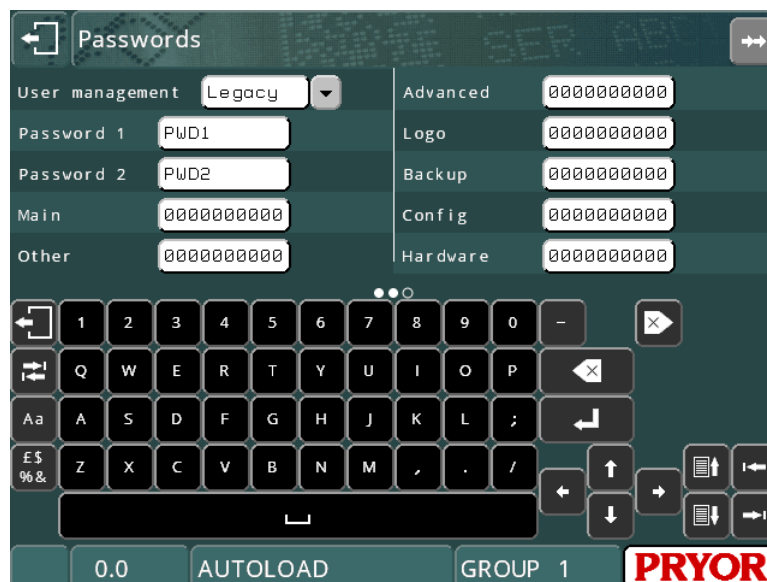 Passwords
User management Legacy
Password 1 PWD1
Password 2 PWD2
Main 0000000000
Other 0000000000
Advanced 0000000000
Logo 0000000000
Backup 0000000000
Config 0000000000
Hardware 0000000000
1 2 3 4 5 6 7 8 9 0 -
Q W E R T Y U I O P
Aa A S D F G H J K L ;
£$
%& Z X C V B N M , . /
0.0 AUTOLOAD GROUP 1 PRYOR